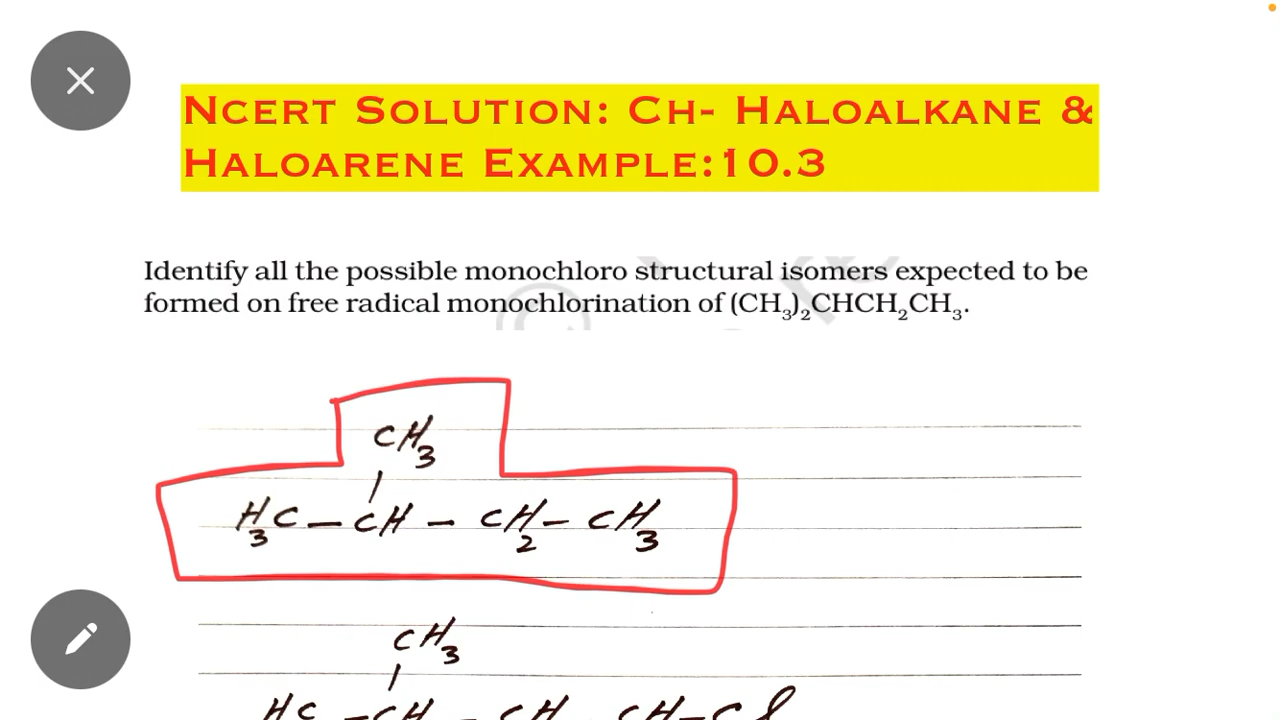 NCERT SOLUTION: CH- HALOALKANE &
HALOARENE EXAMPLE:10.3
Identify all the possible monochloro structural isomers expected to be
formed on free radical monochlorination of (CH₃)₂CHCH₂CH₃.
CH₃
|
H₃C – CH – CH₂ – CH₃
CH₃
|